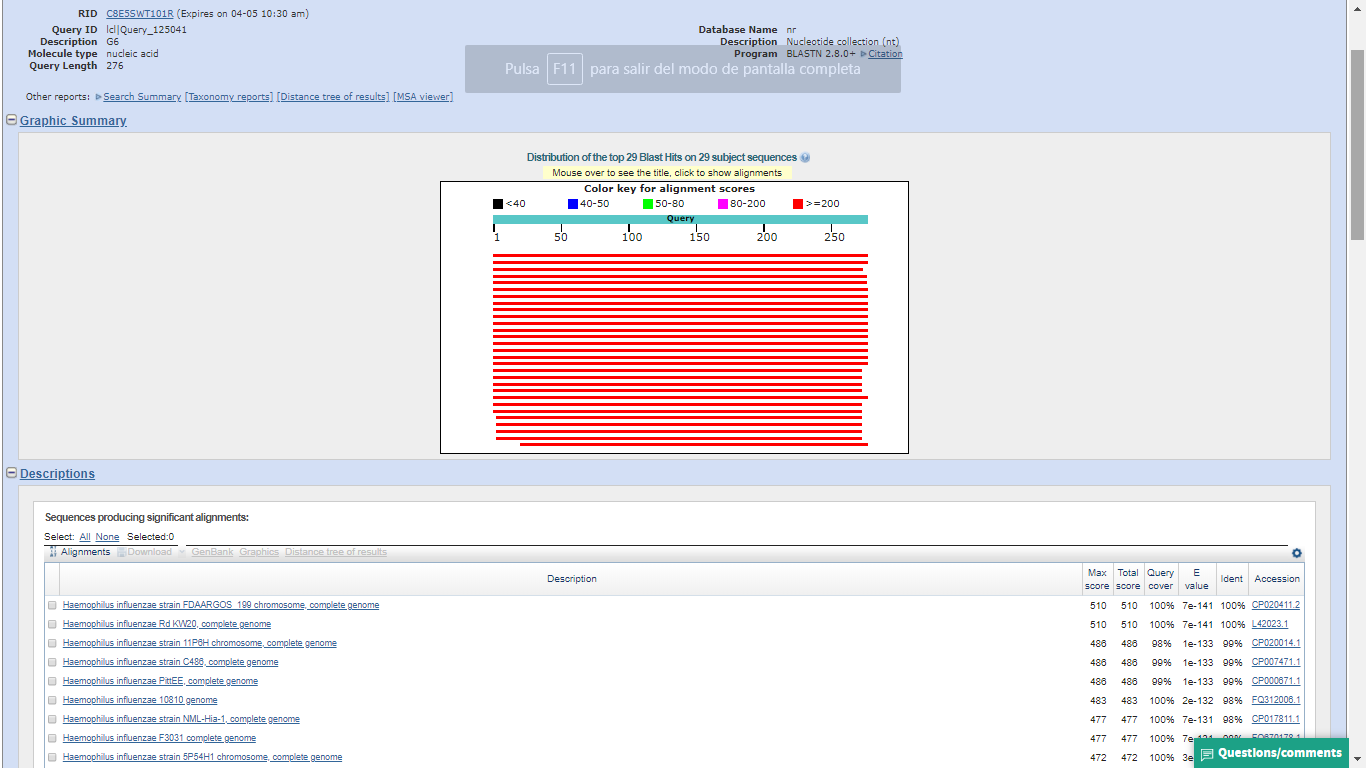 RID C8E5SWT101R (Expires on 04-05 10:30 am)
Query ID lcl|Query_125041
Description G6
Molecule type nucleic acid
Query Length 276
Database Name nr
Description Nucleotide collection (nt)
Program BLASTN 2.8.0+ Citation
Pulsa F11 para salir del modo de pantalla completa
Other reports: Search Summary [Taxonomy reports] [Distance tree of results] [MSA viewer]
Graphic Summary
Distribution of the top 29 Blast Hits on 29 subject sequences
Mouse over to see the title, click to show alignments
Color key for alignment scores
<40 40-50 50-80 80-200 >=200
Query
1 50 100 150 200 250
Descriptions
Sequences producing significant alignments:
Select: All None Selected:0
Alignments Download GenBank Graphics Distance tree of results
Description Max score Total score Query cover E value Ident Accession
Haemophilus influenzae strain FDAARGOS_199 chromosome, complete genome 510 510 100% 7e-141 100% CP020411.2
Haemophilus influenzae Rd KW20, complete genome 510 510 100% 7e-141 100% L42023.1
Haemophilus influenzae strain 11P6H chromosome, complete genome 486 486 98% 1e-133 99% CP020014.1
Haemophilus influenzae strain C486, complete genome 486 486 99% 1e-133 99% CP007471.1
Haemophilus influenzae PittEE, complete genome 486 486 99% 1e-133 99% CP000671.1
Haemophilus influenzae 10810 genome 483 483 100% 2e-132 98% FQ312006.1
Haemophilus influenzae strain NML-Hia-1, complete genome 477 477 100% 7e-131 98% CP017811.1
Haemophilus influenzae F3031 complete genome 477 477 100%
Haemophilus influenzae strain 5P54H1 chromosome, complete genome 472 472 100%
Questions/comments